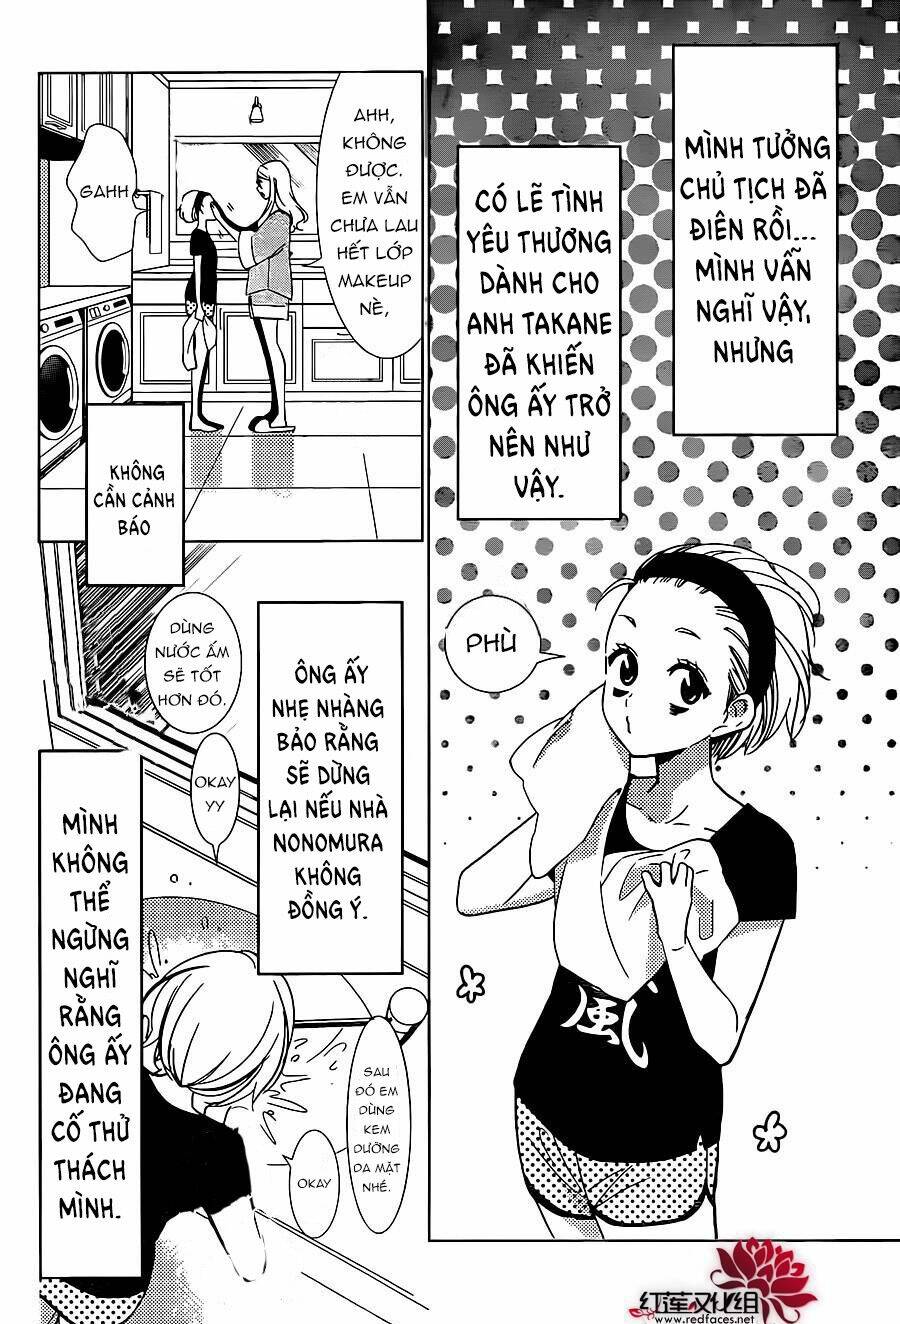 MÌNH TƯỞNG
CHỦ TỊCH ĐÃ
ĐIÊN RỒI...
MÌNH VẪN
NGHĨ VẬY,
NHƯNG
CÓ LẼ TÌNH
YÊU THƯƠNG
DÀNH CHO
ANH TAKANE
ĐÃ KHIẾN
ÔNG ẤY TRỞ
NÊN NHƯ
VẬY.
PHÙ
風
AHH,
KHÔNG
ĐƯỢC.
EM VẪN
CHƯA LAU
HẾT LỚP
MAKEUP
NÈ,
GAHH
KHÔNG
CẦN CẢNH
BÁO
DÙNG
NƯỚC ẤM
SẼ TỐT
HƠN ĐÓ.
OKAY
YY
ÔNG ẤY
NHẸ NHÀNG
BẢO RẰNG
SẼ DỪNG
LẠI NẾU NHÀ
NONOMURA
KHÔNG
ĐỒNG Ý.
MÌNH
KHÔNG
THỂ
NGỪNG
NGHĨ
RẰNG
ÔNG ẤY
ĐANG
CỐ THỬ
THÁCH
MÌNH.
SAU
ĐÓ EM
DÙNG
KEM
DƯỠNG
DA MẶT
NHÉ.
OKAY
红莲汉化组
www.redfaces.net